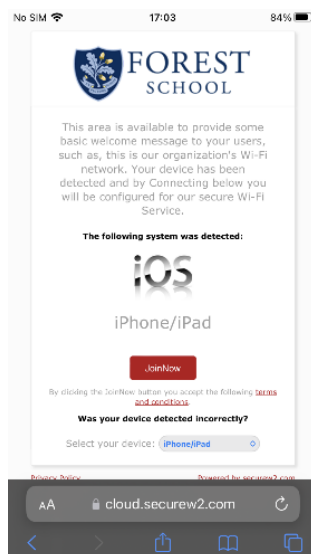 No SIM 17:03 84%
FOREST
SCHOOL
This area is available to provide some
basic welcome message to your users,
such as, this is our organization's Wi-Fi
network. Your device has been
detected and by Connecting below you
will be configured for our secure Wi-Fi
Service.
The following system was detected:
iOS
iPhone/iPad
JoinNow
By clicking the JoinNow button you accept the following terms
and conditions.
Was your device detected incorrectly?
Select your device: iPhone/iPad
Privacy Policy Powered by securew2.com
AA cloud.securew2.com